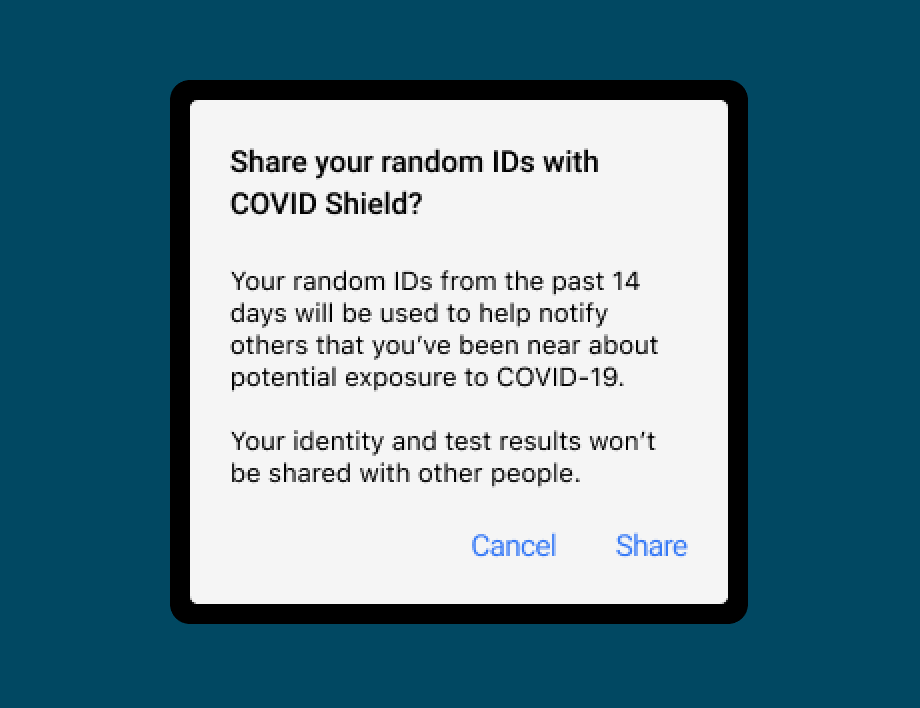 Share your random IDs with
COVID Shield?
Your random IDs from the past 14
days will be used to help notify
others that you’ve been near about
potential exposure to COVID-19.
Your identity and test results won’t
be shared with other people.
Cancel Share